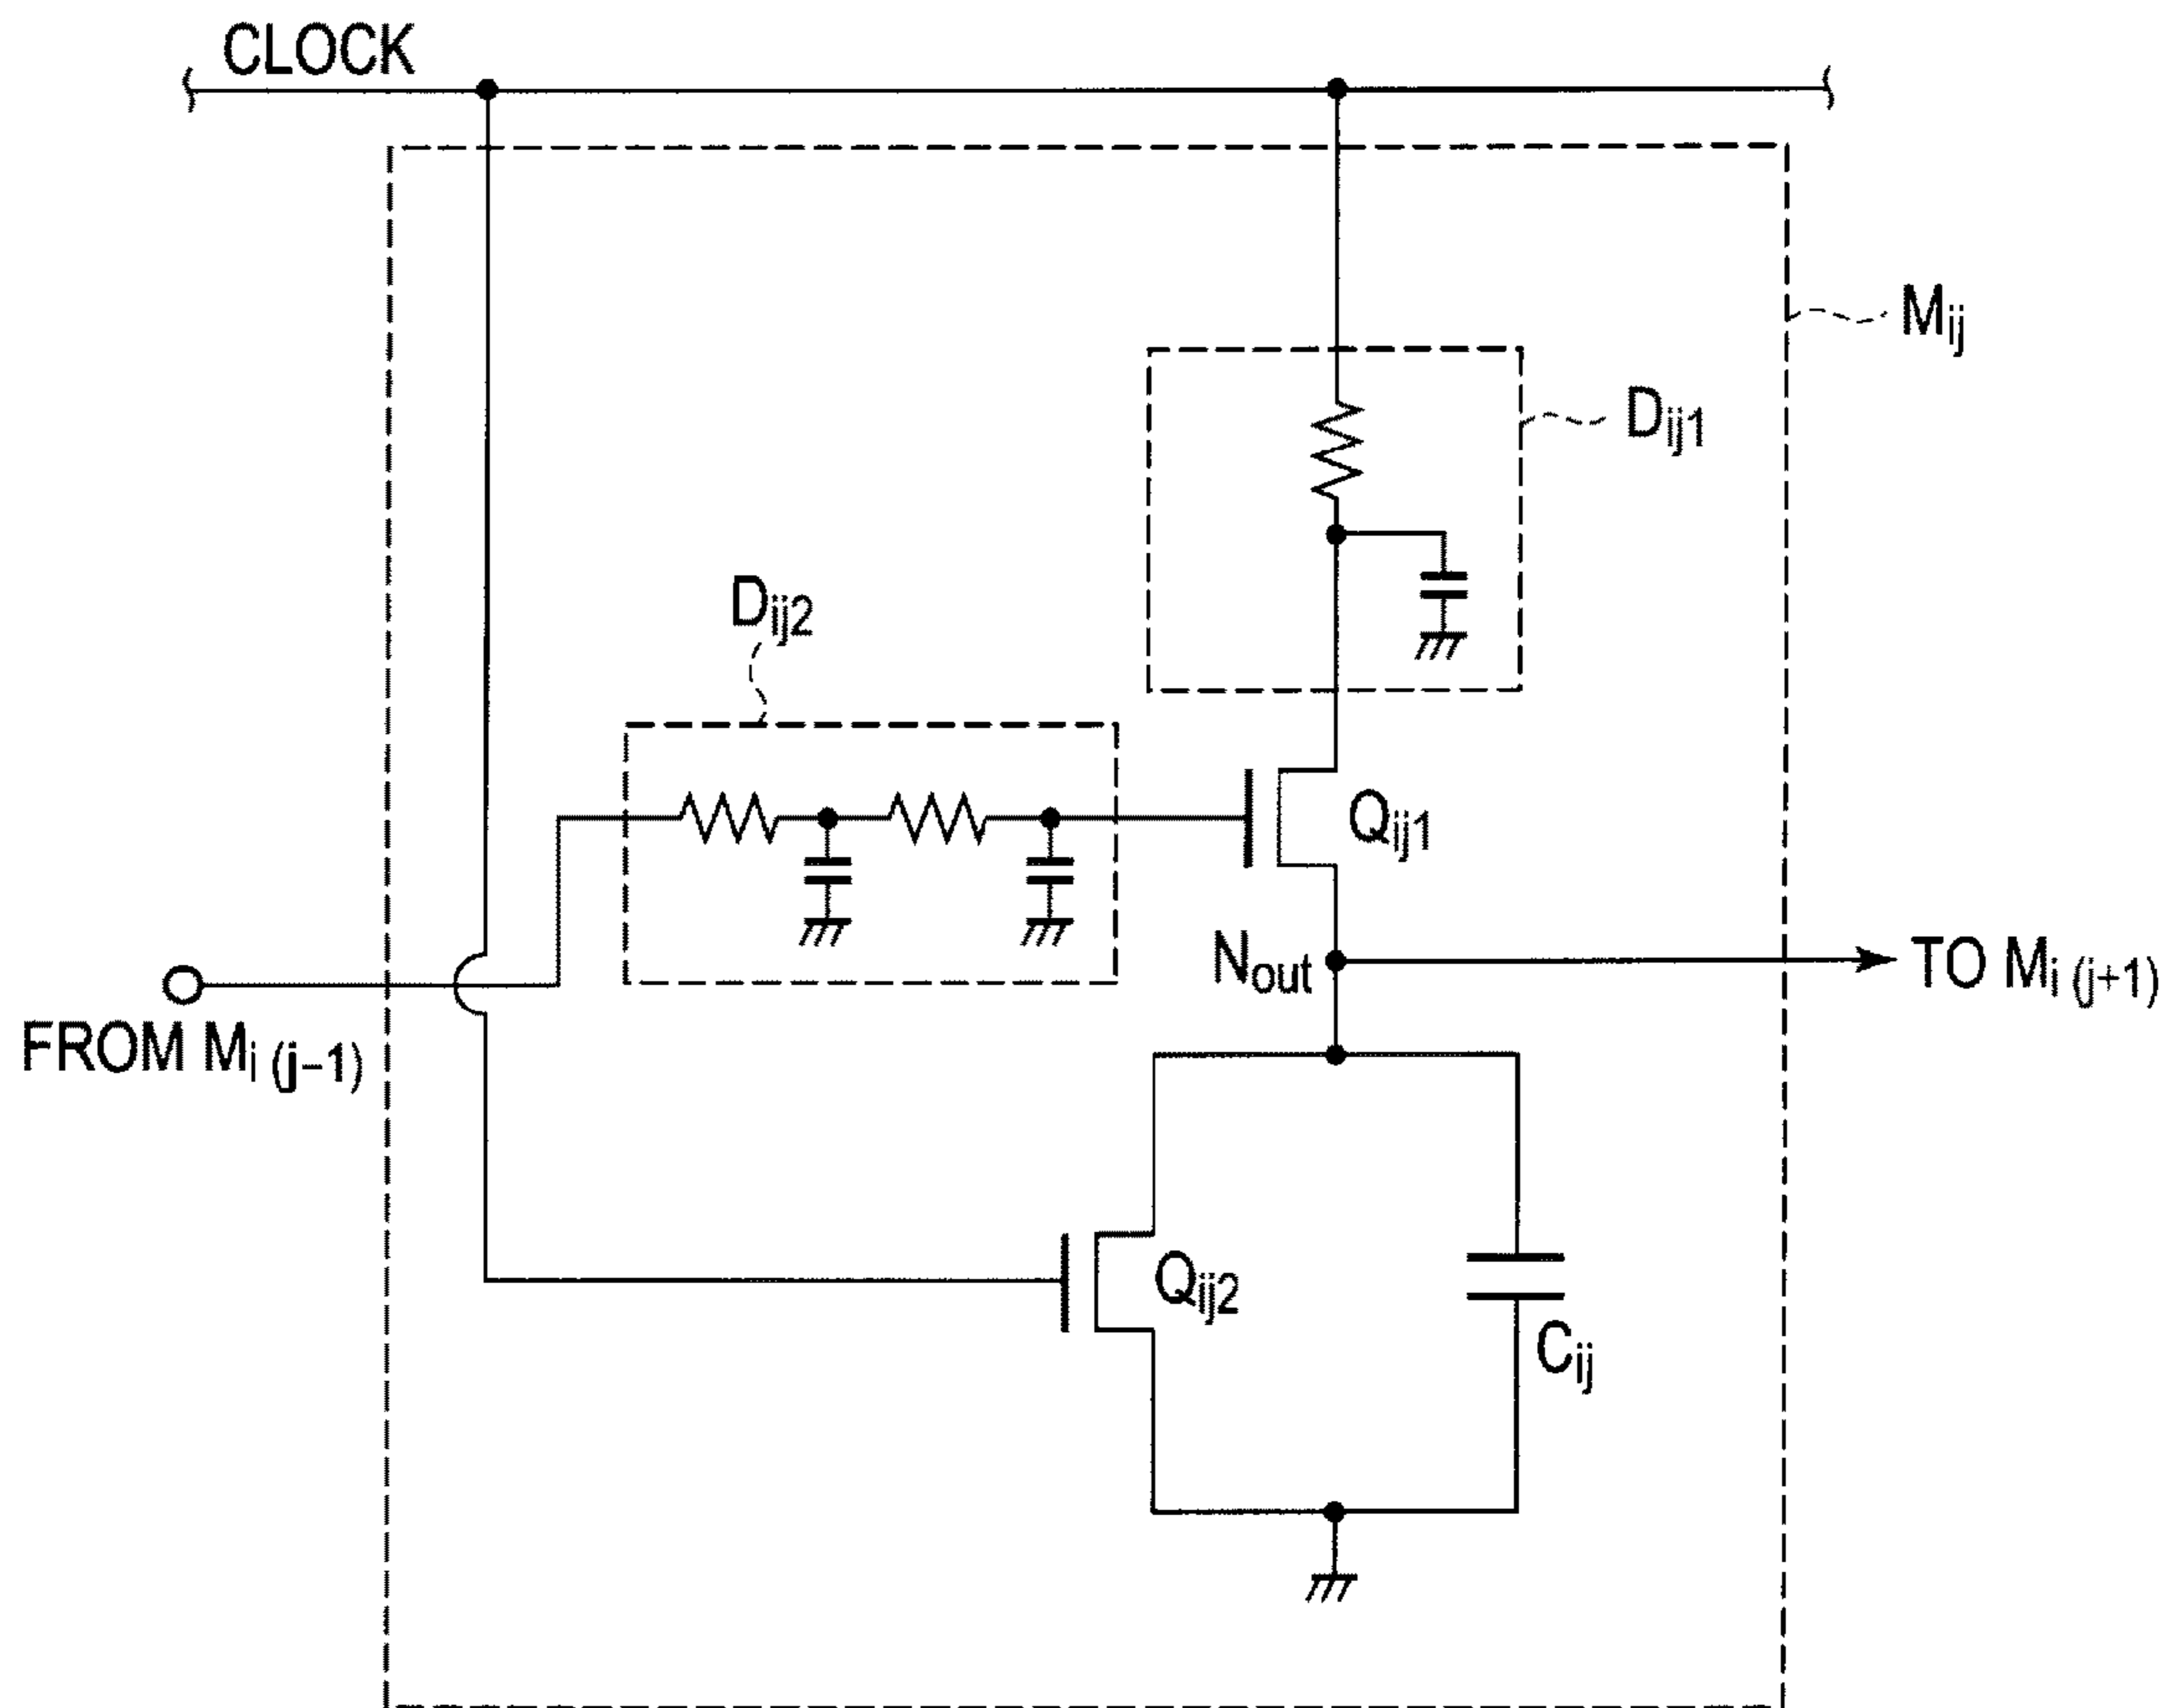 CLOCK
Mij
Dij1
Dij2
Qij1
Nout
TO Mi (j+1)
FROM Mi (j−1)
Qij2
Cij